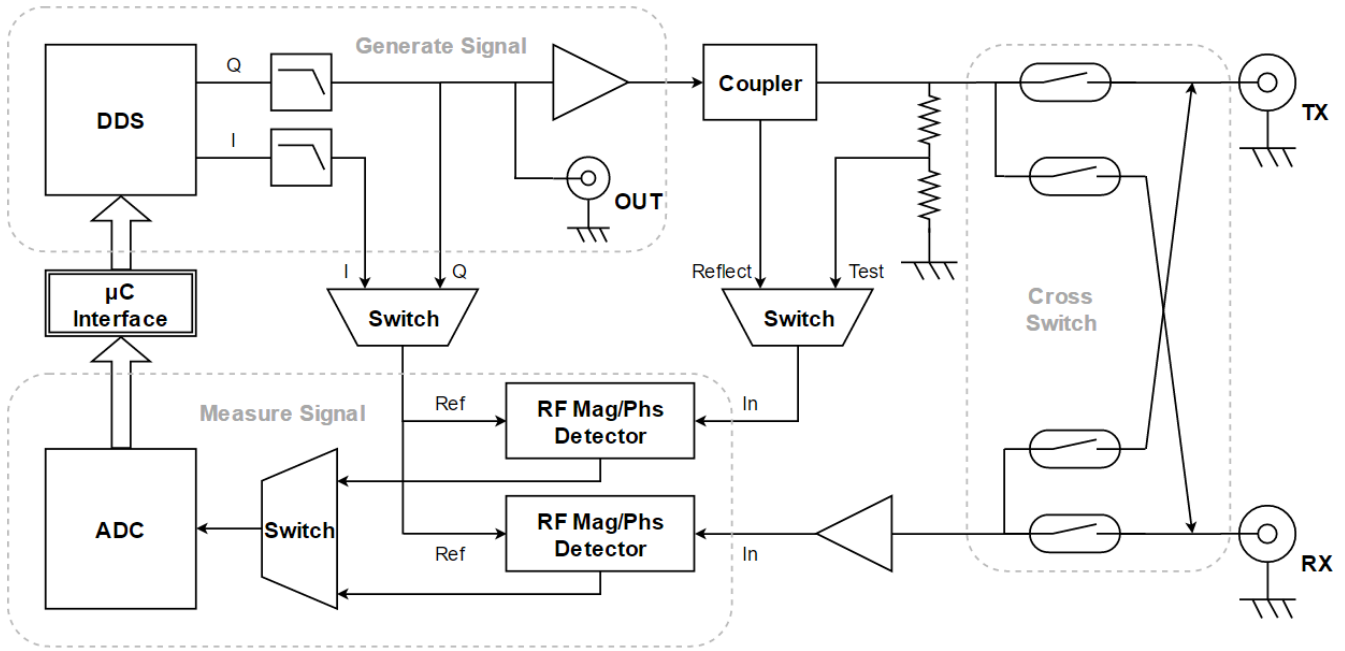 Generate Signal
DDS
Q
I
Coupler
TX
OUT
µC
Interface
I
Q
Switch
Reflect
Test
Switch
Cross
Switch
Measure Signal
Ref
RF Mag/Phs
Detector
In
ADC
Switch
Ref
RF Mag/Phs
Detector
In
RX